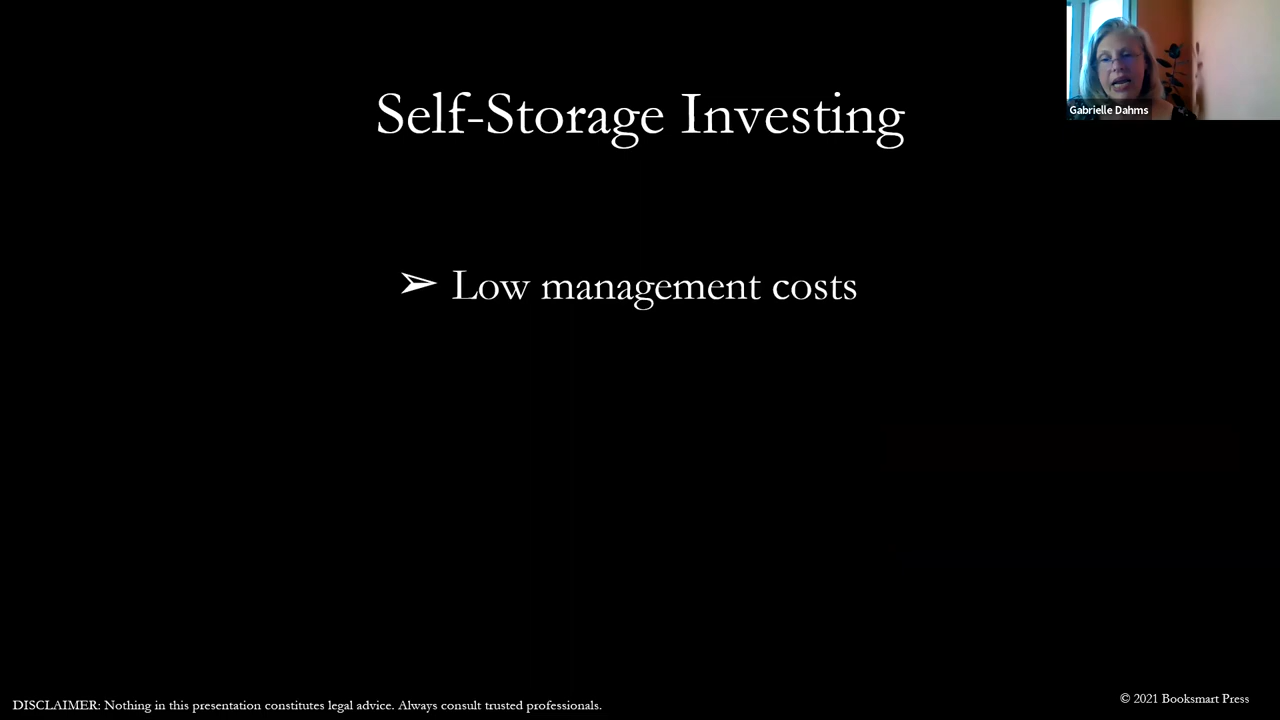 Gabrielle Dahms
Self-Storage Investing
➢ Low management costs
DISCLAIMER: Nothing in this presentation constitutes legal advice. Always consult trusted professionals.
© 2021 Booksmart Press